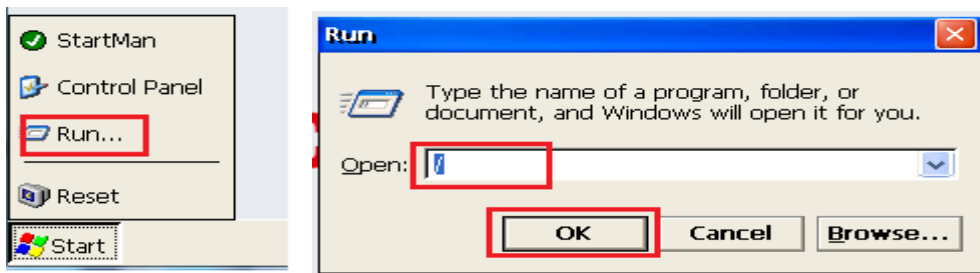 StartMan
Control Panel
Run...
Reset
Start
Run
Type the name of a program, folder, or
document, and Windows will open it for you.
Open: /
OK Cancel Browse...